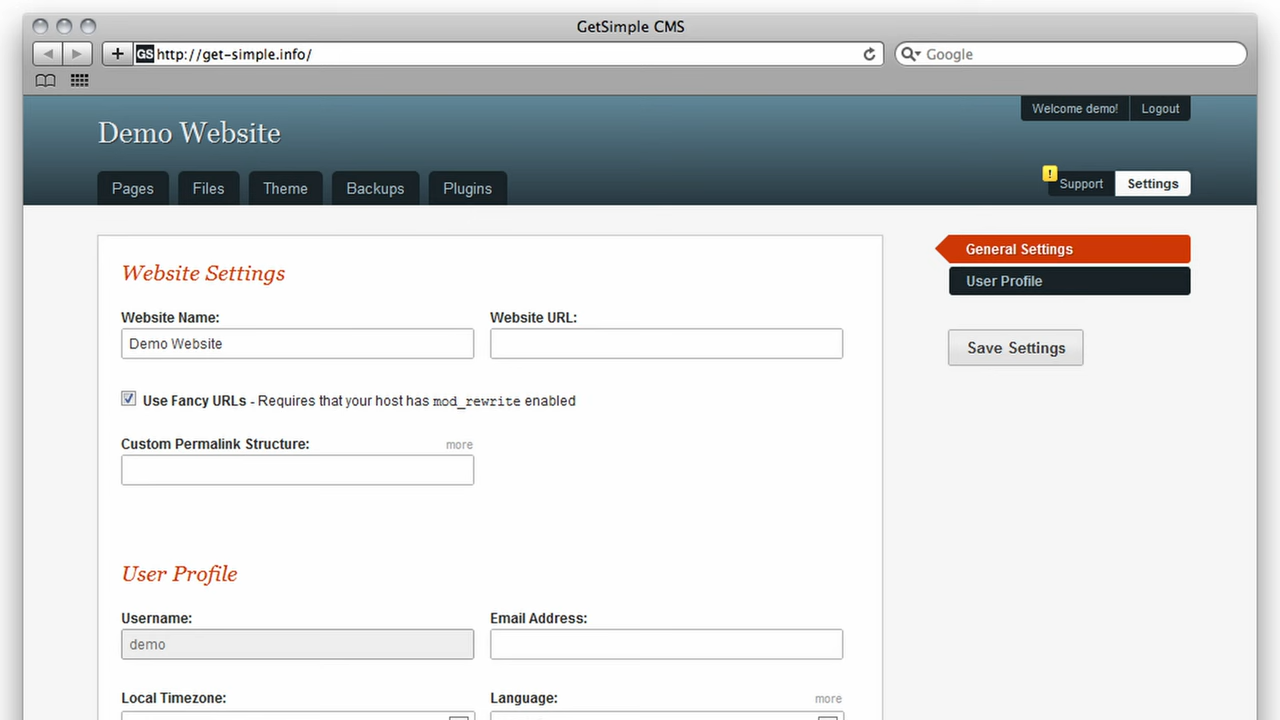 GetSimple CMS
GS http://get-simple.info/
Google
Welcome demo! Logout
Demo Website
Pages Files Theme Backups Plugins
! Support Settings
General Settings
User Profile
Save Settings
Website Settings
Website Name: Website URL:
Demo Website
Use Fancy URLs - Requires that your host has mod_rewrite enabled
Custom Permalink Structure: more
User Profile
Username: Email Address:
demo
Local Timezone: Language: more